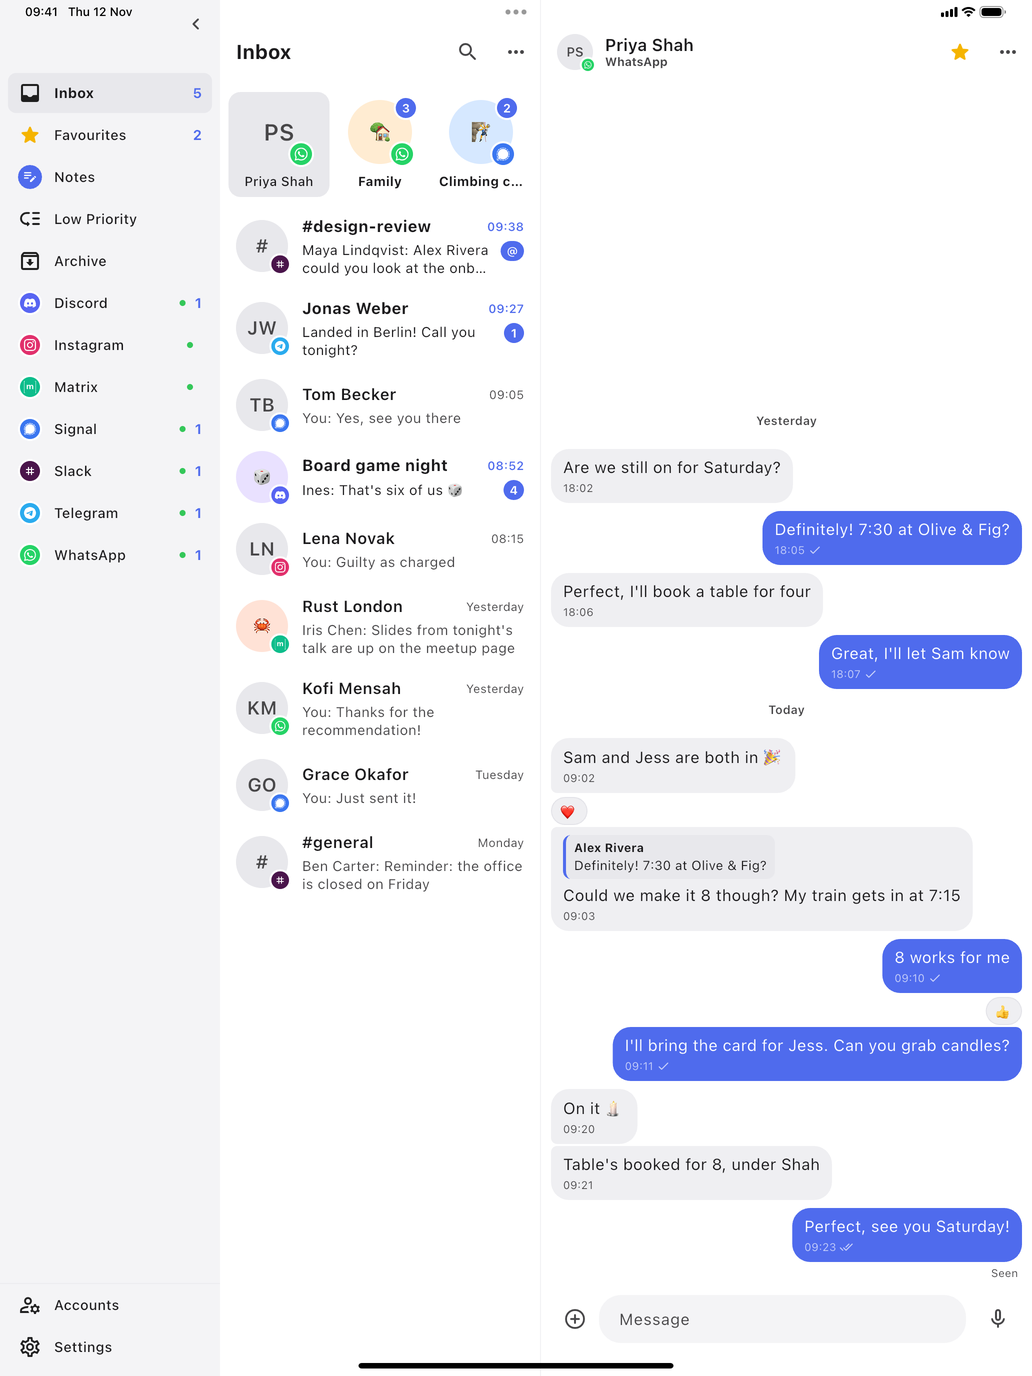 09:41 Thu 12 Nov
Inbox 5
Favourites 2
Notes
Low Priority
Archive
Discord 1
Instagram
Matrix
Signal 1
Slack 1
Telegram 1
WhatsApp 1
Accounts
Settings
Inbox
PS
Priya Shah
3
Family
2
Climbing c...
#
#design-review 09:38
Maya Lindqvist: Alex Rivera
could you look at the onb...
@
JW
Jonas Weber 09:27
Landed in Berlin! Call you
tonight?
1
TB
Tom Becker 09:05
You: Yes, see you there
Board game night 08:52
Ines: That's six of us 🎲 4
LN
Lena Novak 08:15
You: Guilty as charged
Rust London Yesterday
Iris Chen: Slides from tonight's
talk are up on the meetup page
KM
Kofi Mensah Yesterday
You: Thanks for the
recommendation!
GO
Grace Okafor Tuesday
You: Just sent it!
#
#general Monday
Ben Carter: Reminder: the office
is closed on Friday
PS
Priya Shah
WhatsApp
Yesterday
Are we still on for Saturday?
18:02
Definitely! 7:30 at Olive & Fig?
18:05
Perfect, I'll book a table for four
18:06
Great, I'll let Sam know
18:07
Today
Sam and Jess are both in 🎉
09:02
Alex Rivera
Definitely! 7:30 at Olive & Fig?
Could we make it 8 though? My train gets in at 7:15
09:03
8 works for me
09:10
I'll bring the card for Jess. Can you grab candles?
09:11
On it 🕯️
09:20
Table's booked for 8, under Shah
09:21
Perfect, see you Saturday!
09:23
Seen
Message